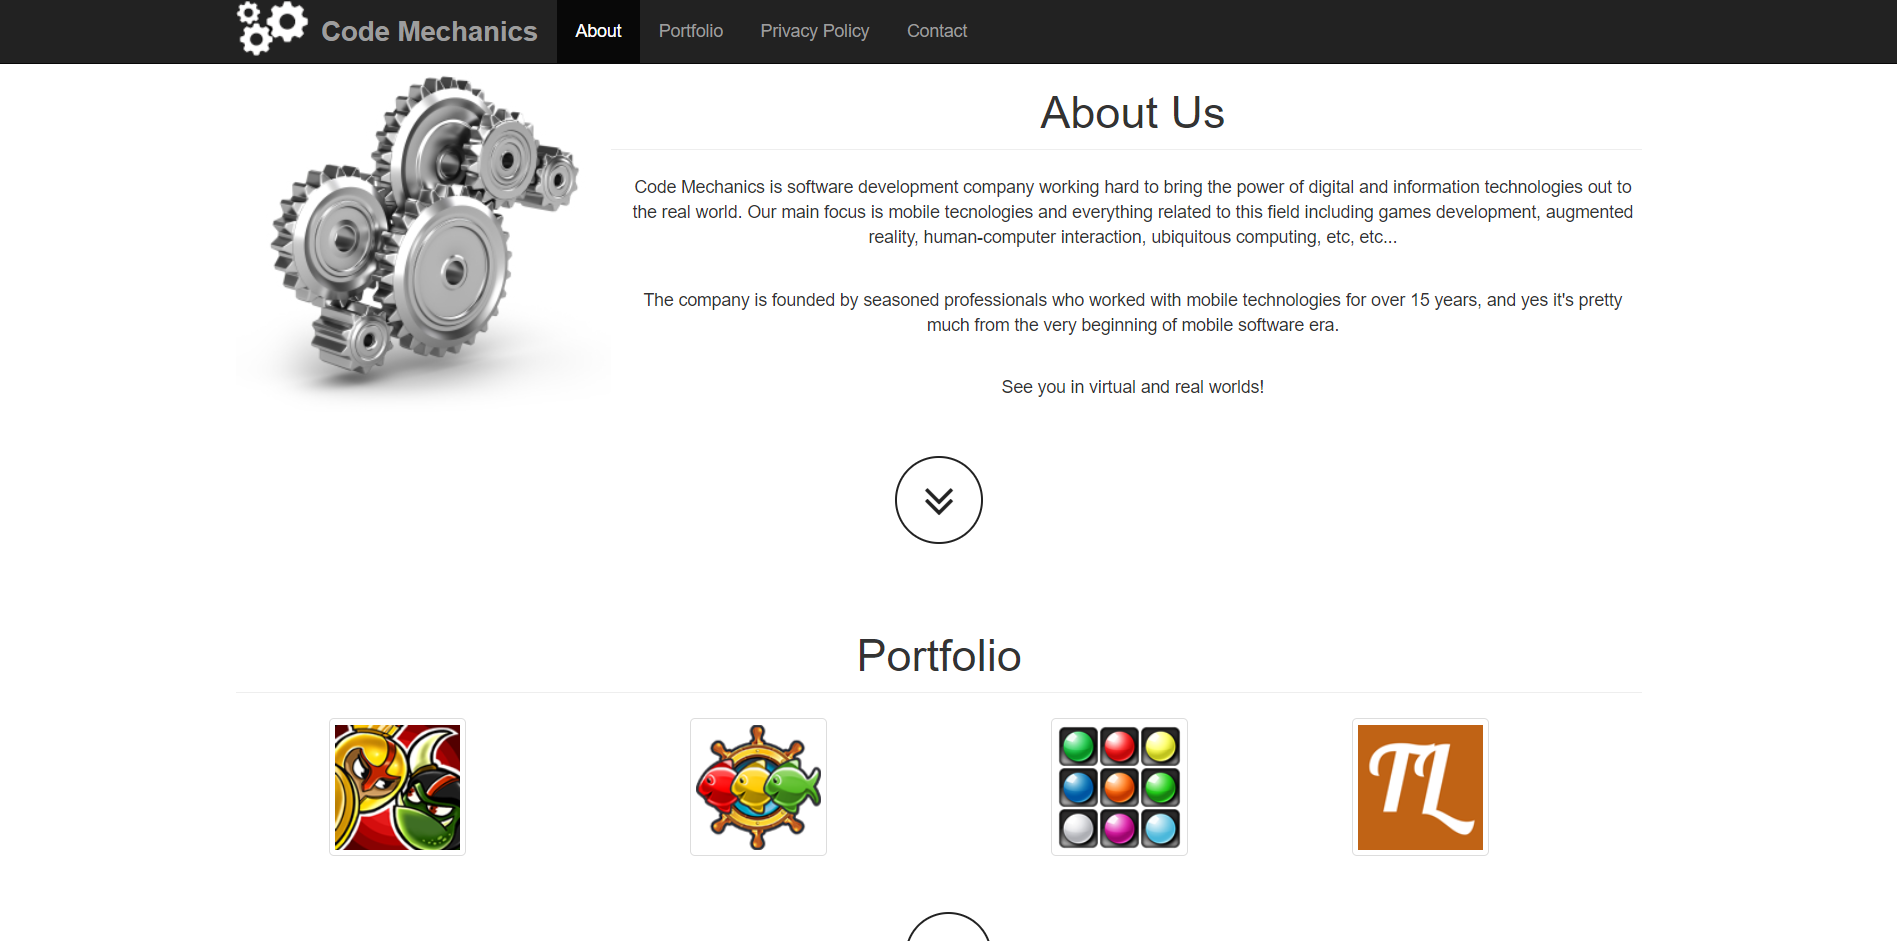 Code Mechanics
About
Portfolio
Privacy Policy
Contact
About Us
Code Mechanics is software development company working hard to bring the power of digital and information technologies out to
the real world. Our main focus is mobile tecnologies and everything related to this field including games development, augmented
reality, human-computer interaction, ubiquitous computing, etc, etc...
The company is founded by seasoned professionals who worked with mobile technologies for over 15 years, and yes it's pretty
much from the very beginning of mobile software era.
See you in virtual and real worlds!
Portfolio
TL